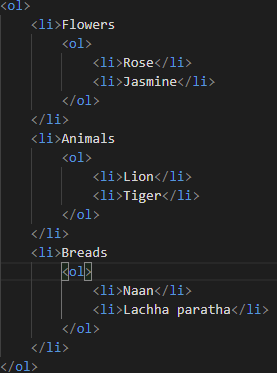 <ol>
    <li>Flowers
        <ol>
            <li>Rose</li>
            <li>Jasmine</li>
        </ol>
    </li>
    <li>Animals
        <ol>
            <li>Lion</li>
            <li>Tiger</li>
        </ol>
    </li>
    <li>Breads
        <ol>
            <li>Naan</li>
            <li>Lachha paratha</li>
        </ol>
    </li>
</ol>